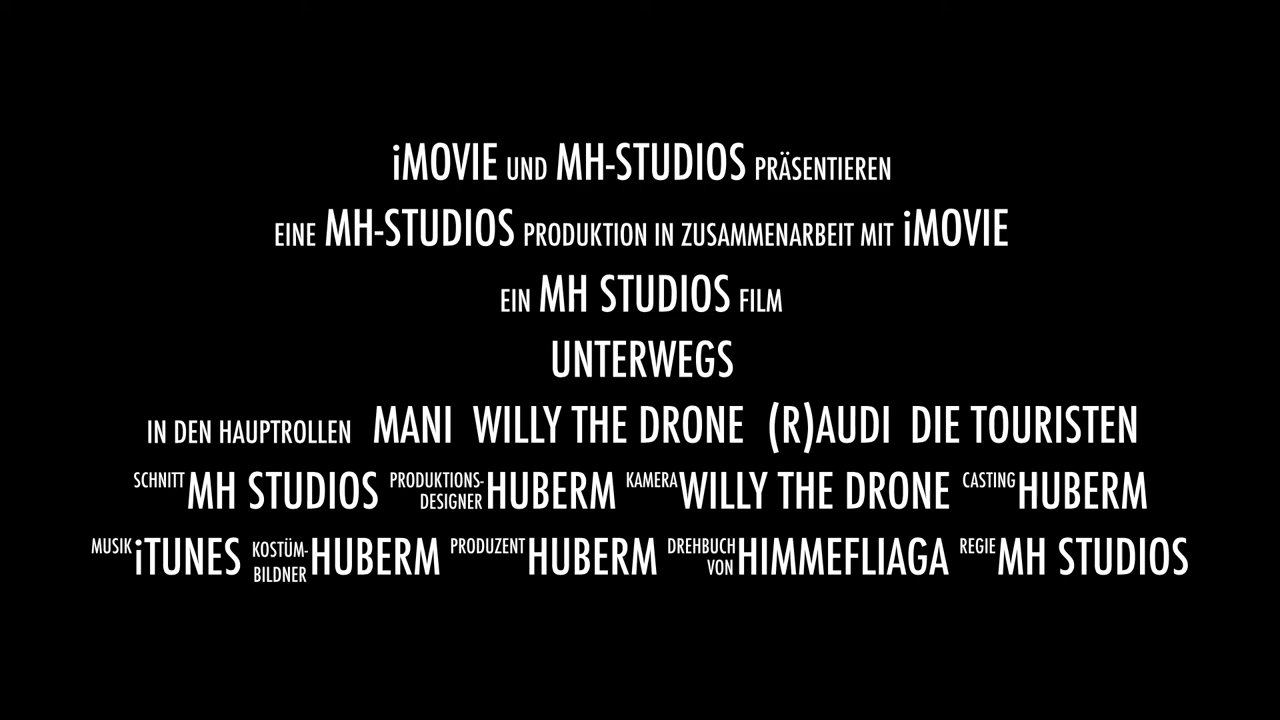 iMOVIE UND MH-STUDIOS PRÄSENTIEREN
EINE MH-STUDIOS PRODUKTION IN ZUSAMMENARBEIT MIT iMOVIE
EIN MH STUDIOS FILM
UNTERWEGS
IN DEN HAUPTROLLEN MANI WILLY THE DRONE (R)AUDI DIE TOURISTEN
SCHNITT MH STUDIOS PRODUKTIONS-DESIGNER HUBERM KAMERA WILLY THE DRONE CASTING HUBERM
MUSIK iTUNES KOSTÜM-BILDNER HUBERM PRODUZENT HUBERM DREHBUCH VON HIMMEFLIAGA REGIE MH STUDIOS